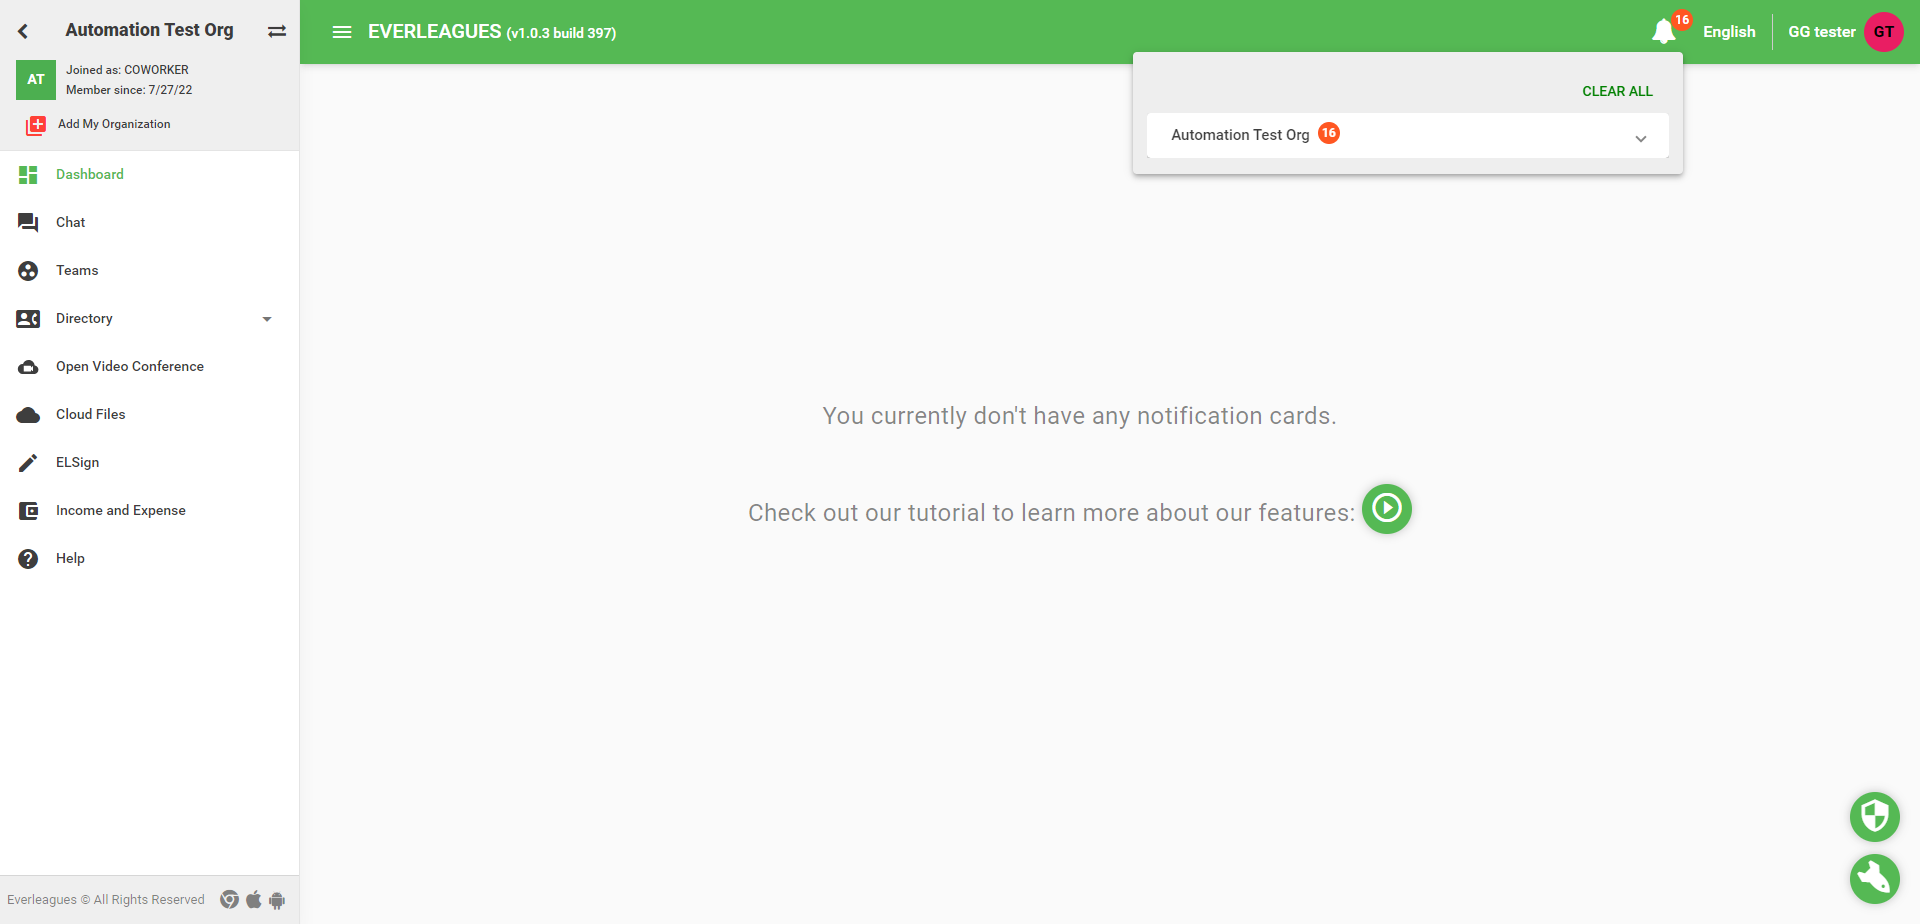 Automation Test Org
AT
Joined as: COWORKER
Member since: 7/27/22
Add My Organization
Dashboard
Chat
Teams
Directory
Open Video Conference
Cloud Files
ELSign
Income and Expense
Help
Everleagues © All Rights Reserved
EVERLEAGUES (v1.0.3 build 397)
16
English
GG tester
GT
CLEAR ALL
Automation Test Org 16
You currently don't have any notification cards.
Check out our tutorial to learn more about our features: